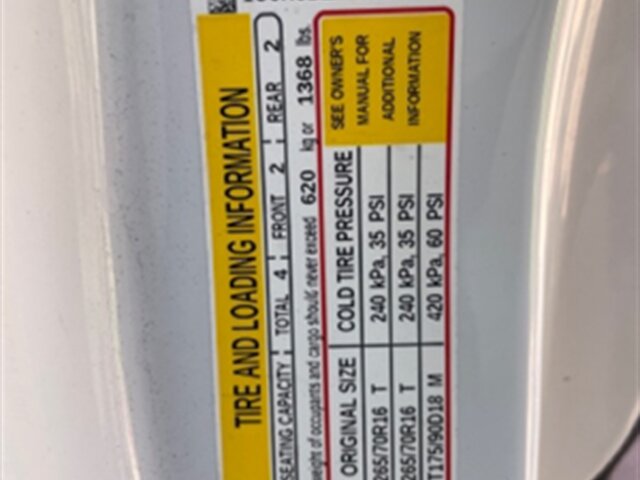 TIRE AND LOADING INFORMATION
SEATING CAPACITY TOTAL 4 FRONT 2 REAR 2
weight of occupants and cargo should never exceed 620 kg or 1368 lbs.
ORIGINAL SIZE COLD TIRE PRESSURE
265/70R16 T 240 kPa, 35 PSI
265/70R16 T 240 kPa, 35 PSI
T175/90D18 M 420 kPa, 60 PSI
SEE OWNER'S
MANUAL FOR
ADDITIONAL
INFORMATION